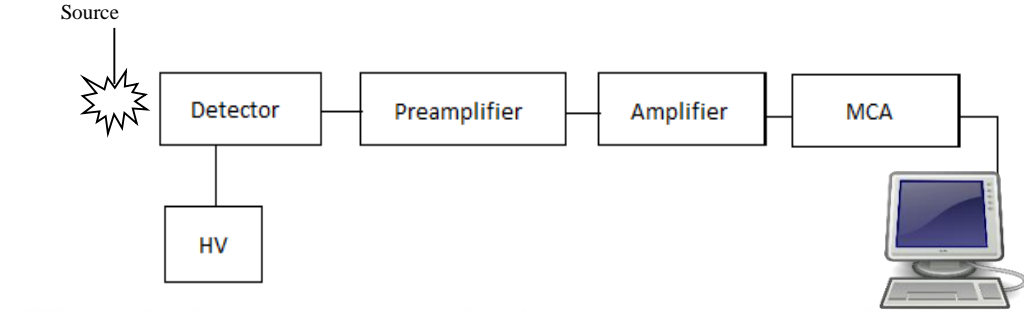 Source
Detector
Preamplifier
Amplifier
MCA
HV